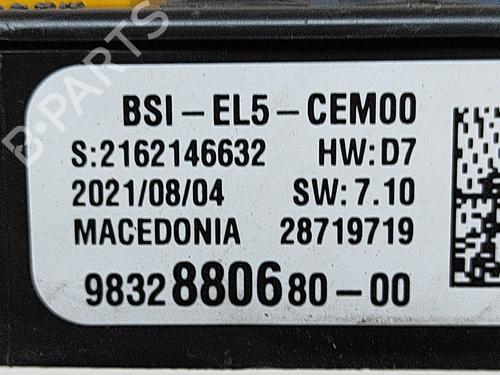 BSI-EL5-CEM00
S:2162146632 HW:D7
2021/08/04 SW:7.10
MACEDONIA 28719719
9832880680-00
B-PARTS